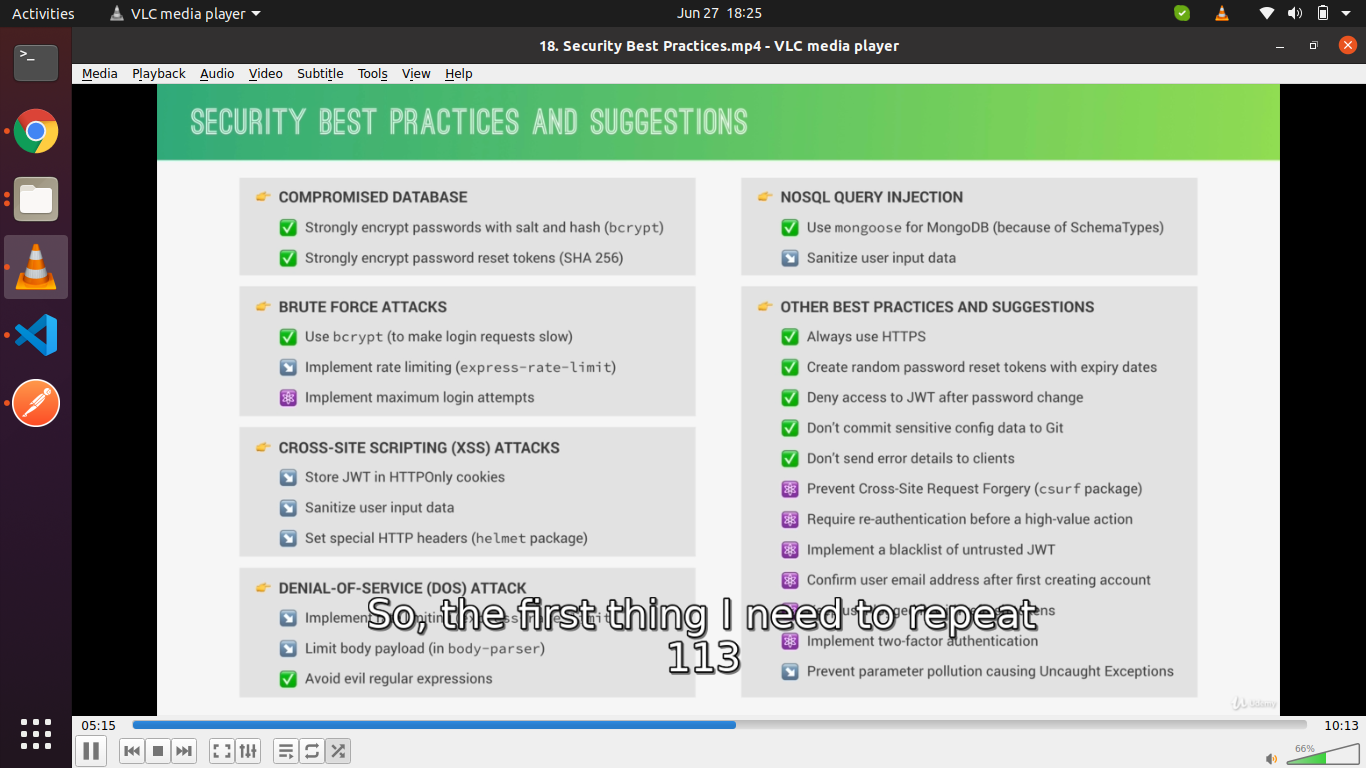 Activities
VLC media player
Jun 27 18:25
18. Security Best Practices.mp4 - VLC media player
Media Playback Audio Video Subtitle Tools View Help
SECURITY BEST PRACTICES AND SUGGESTIONS
COMPROMISED DATABASE
Strongly encrypt passwords with salt and hash (bcrypt)
Strongly encrypt password reset tokens (SHA 256)
BRUTE FORCE ATTACKS
Use bcrypt (to make login requests slow)
Implement rate limiting (express-rate-limit)
Implement maximum login attempts
CROSS-SITE SCRIPTING (XSS) ATTACKS
Store JWT in HTTPOnly cookies
Sanitize user input data
Set special HTTP headers (helmet package)
DENIAL-OF-SERVICE (DOS) ATTACK
Implement
Limit body payload (in body-parser)
Avoid evil regular expressions
NOSQL QUERY INJECTION
Use mongoose for MongoDB (because of SchemaTypes)
Sanitize user input data
OTHER BEST PRACTICES AND SUGGESTIONS
Always use HTTPS
Create random password reset tokens with expiry dates
Deny access to JWT after password change
Don't commit sensitive config data to Git
Don't send error details to clients
Prevent Cross-Site Request Forgery (csurf package)
Require re-authentication before a high-value action
Implement a blacklist of untrusted JWT
Confirm user email address after first creating account
Implement two-factor authentication
Prevent parameter pollution causing Uncaught Exceptions
So, the first thing I need to repeat
113
Udemy
05:15
10:13
66%